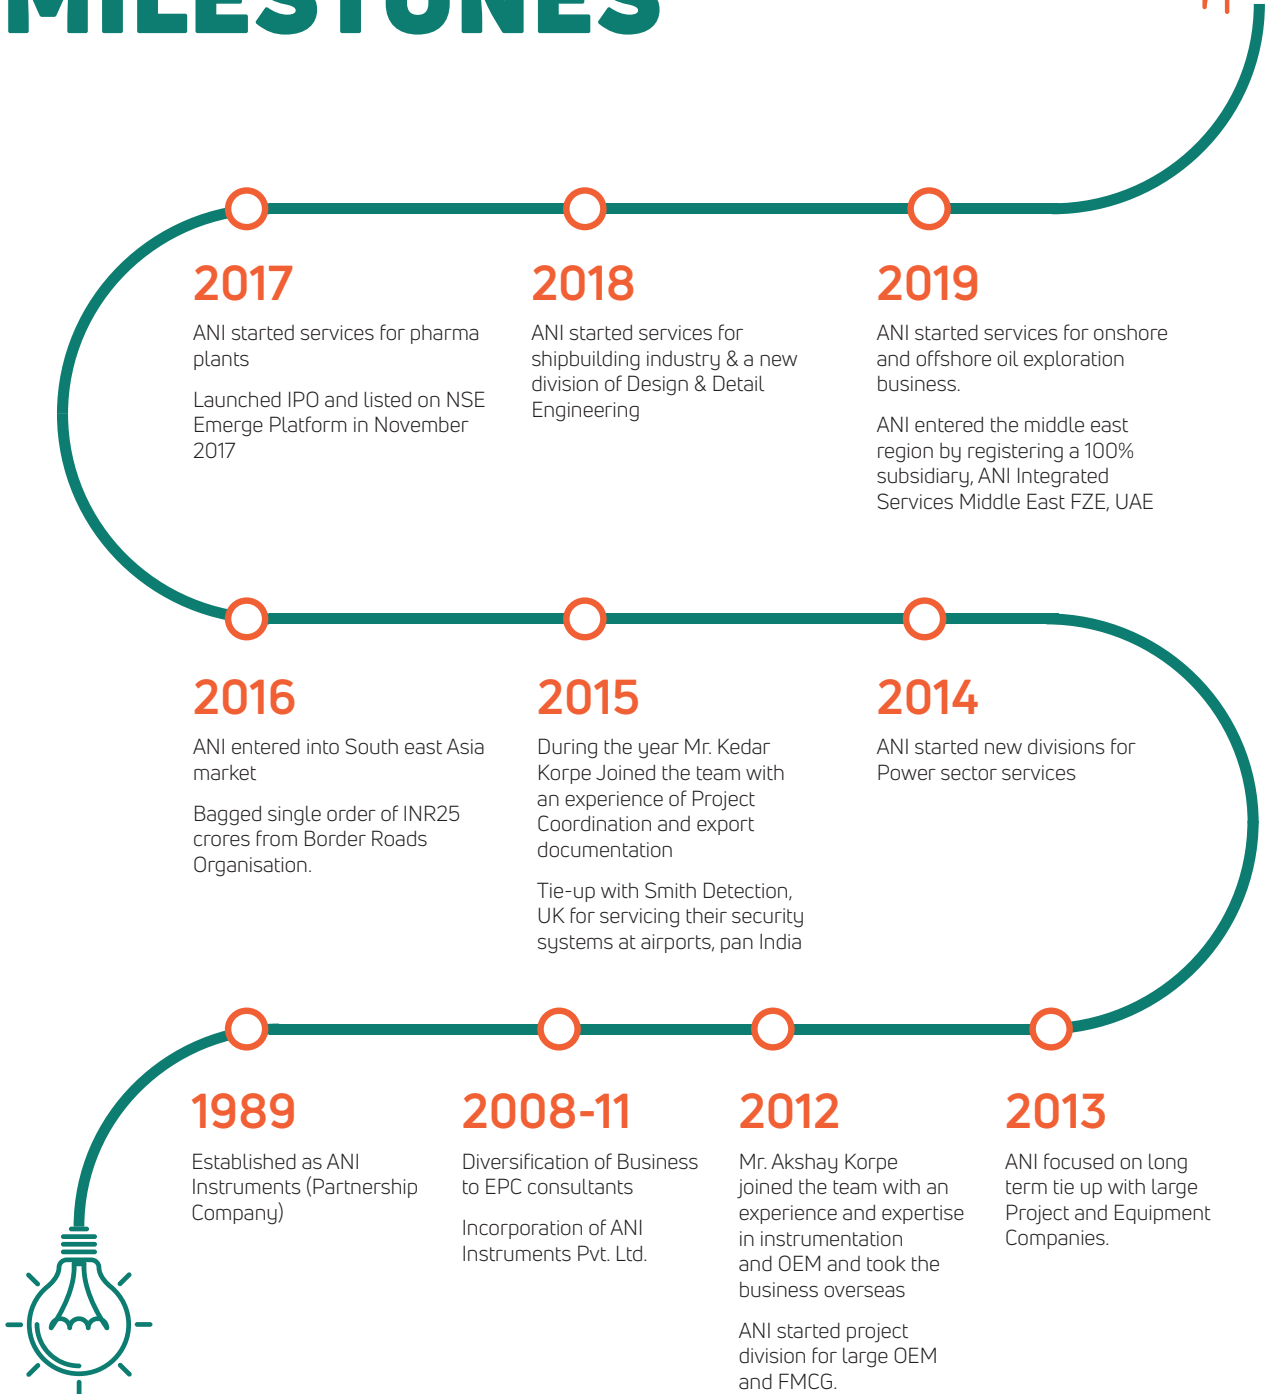 MILESTONES
2017
ANI started services for pharma
plants
Launched IPO and listed on NSE
Emerge Platform in November
2017
2018
ANI started services for
shipbuilding industry & a new
division of Design & Detail
Engineering
2019
ANI started services for onshore
and offshore oil exploration
business.
ANI entered the middle east
region by registering a 100%
subsidiary, ANI Integrated
Services Middle East FZE, UAE
2016
ANI entered into South east Asia
market
Bagged single order of INR25
crores from Border Roads
Organisation.
2015
During the year Mr. Kedar
Korpe Joined the team with
an experience of Project
Coordination and export
documentation
Tie-up with Smith Detection,
UK for servicing their security
systems at airports, pan India
2014
ANI started new divisions for
Power sector services
1989
Established as ANI
Instruments (Partnership
Company)
2008-11
Diversification of Business
to EPC consultants
Incorporation of ANI
Instruments Pvt. Ltd.
2012
Mr. Akshay Korpe
joined the team with an
experience and expertise
in instrumentation
and OEM and took the
business overseas
ANI started project
division for large OEM
and FMCG.
2013
ANI focused on long
term tie up with large
Project and Equipment
Companies.